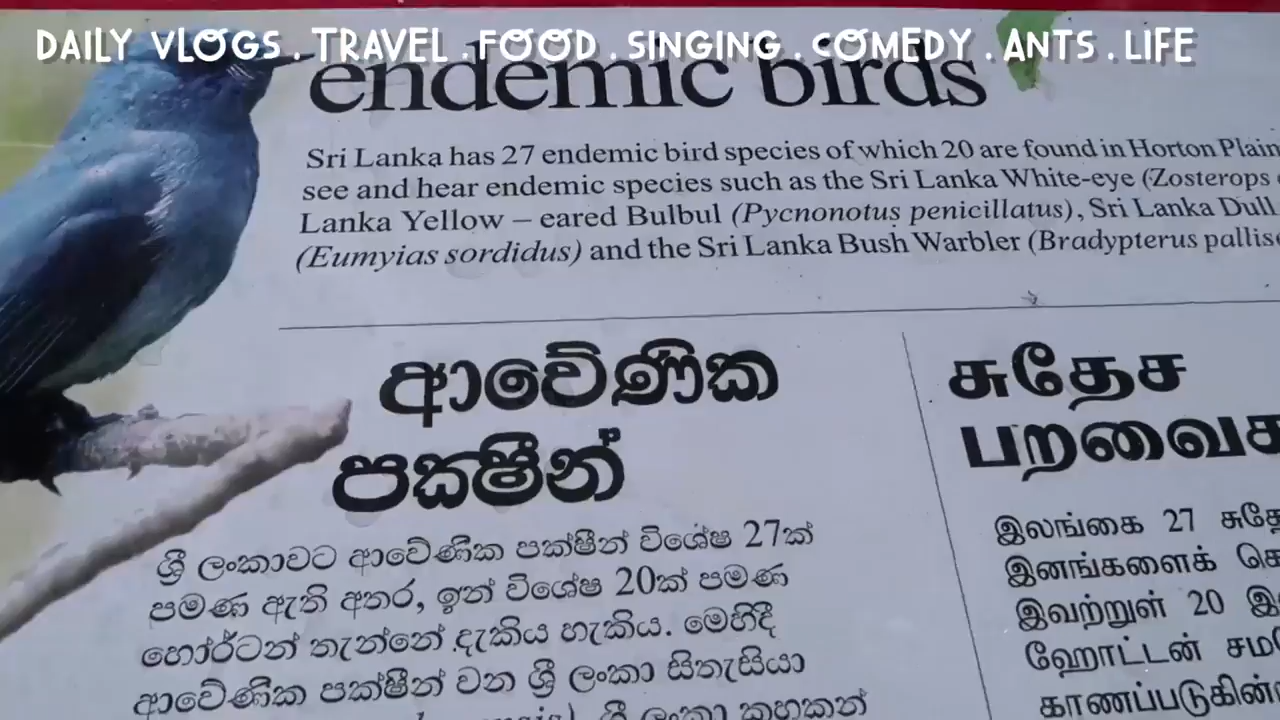 DAILY VLOGS . TRAVEL . FOOD . SINGING . COMEDY . ANTS . LIFE
endemic birds
Sri Lanka has 27 endemic bird species of which 20 are found in Horton Plain
see and hear endemic species such as the Sri Lanka White-eye (Zosterops
Lanka Yellow – eared Bulbul (Pycnonotus penicillatus), Sri Lanka Dull
(Eumyias sordidus) and the Sri Lanka Bush Warbler (Bradypterus pallise
ආවේණික
පක්ෂීන්
ශ්‍රී ලංකාවට ආවේණික පක්ෂීන් විශේෂ 27ක්
පමණ ඇති අතර, ඉන් විශේෂ 20ක් පමණ
හෝර්ටන් තැන්නේ දැකිය හැකිය. මෙහිදී
ආවේණික පක්ෂීන් වන ශ්‍රී ලංකා සිතැසියා
ශ්‍රී ලංකා කහකන්
சுதேச
பறவைக
இலங்கை 27 சுதே
இனங்களைக் கொ
இவற்றுள் 20 இ
ஹோட்டன் சம
காணப்படுகின்